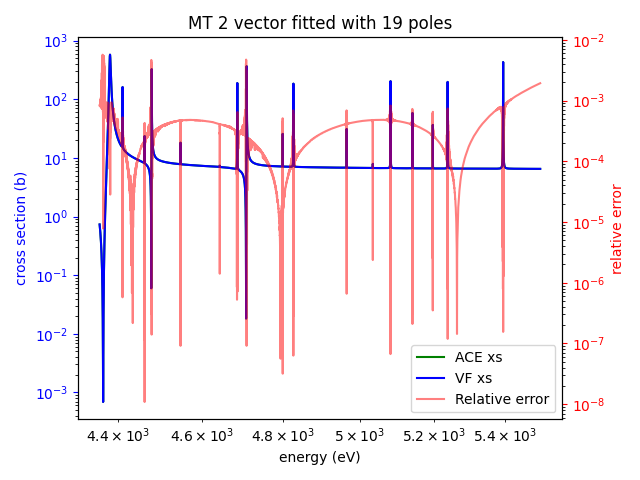 MT 2 vector fitted with 19 poles
10³
10²
10¹
10⁰
10⁻¹
10⁻²
10⁻³
cross section (b)
10⁻²
10⁻³
10⁻⁴
10⁻⁵
10⁻⁶
10⁻⁷
10⁻⁸
relative error
ACE xs
VF xs
Relative error
4.4 × 10³ 4.6 × 10³ 4.8 × 10³ 5 × 10³ 5.2 × 10³ 5.4 × 10³
energy (eV)